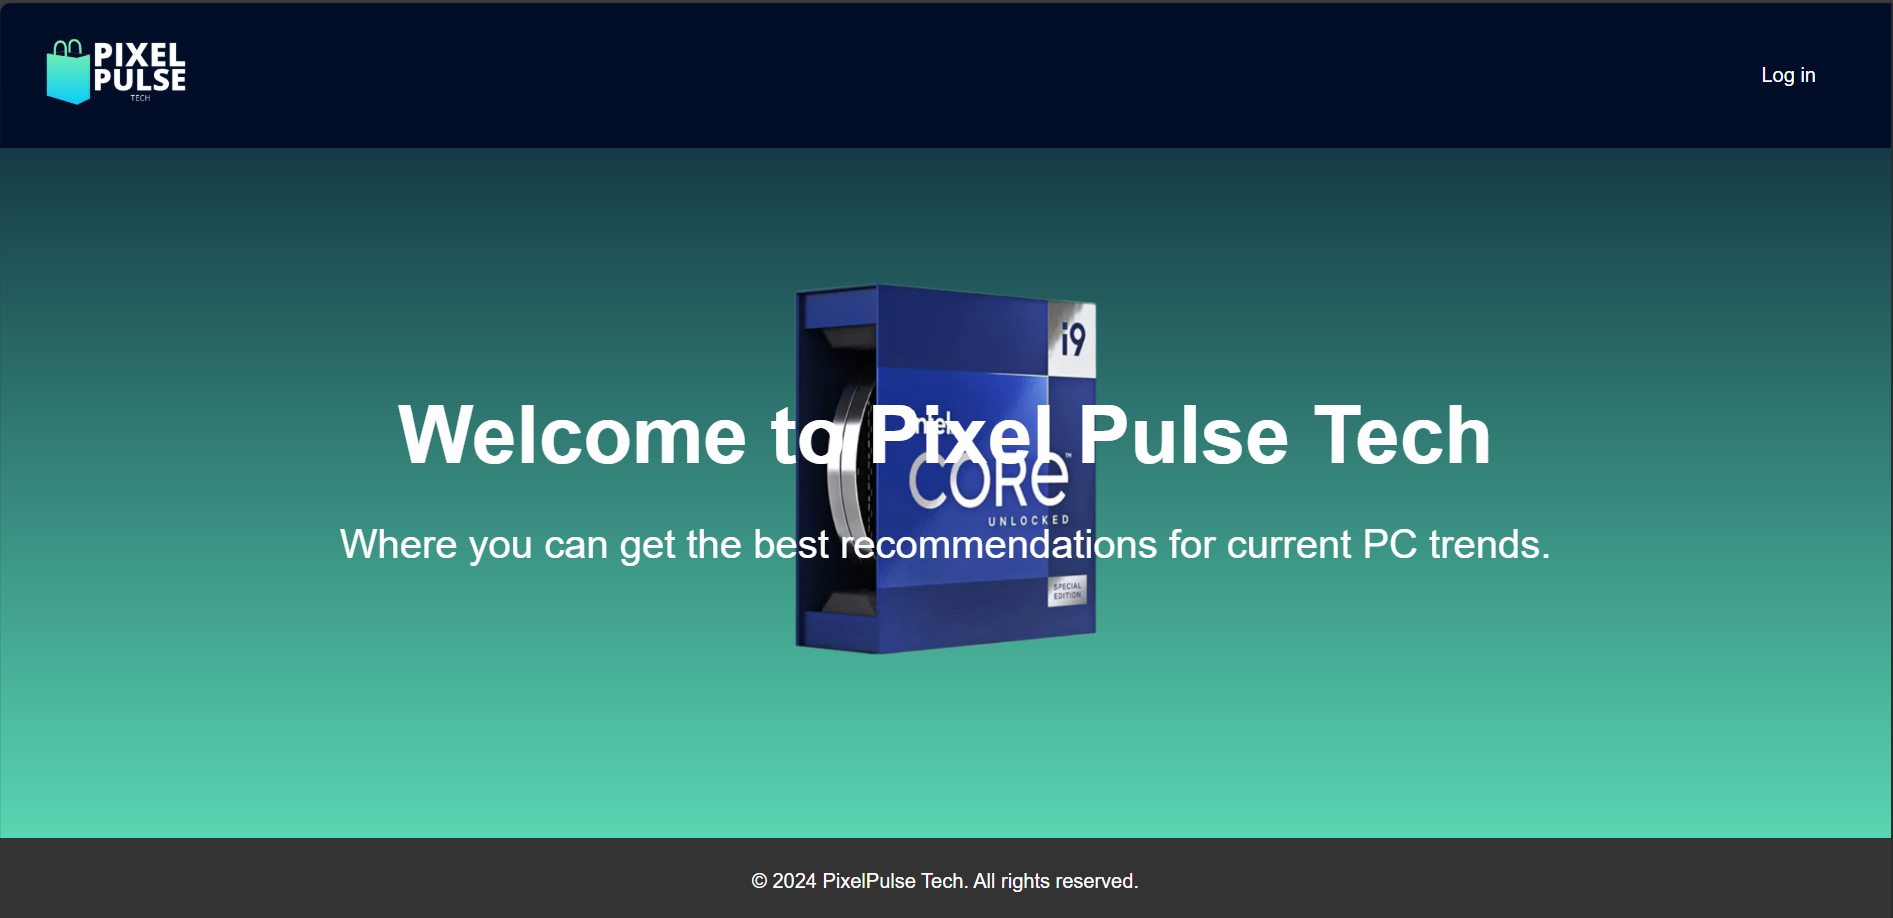 PIXEL
PULSE
TECH
Log in
i9
Welcome to Pixel Pulse Tech
intel
CORE™
UNLOCKED
Where you can get the best recommendations for current PC trends.
SPECIAL
EDITION
© 2024 PixelPulse Tech. All rights reserved.